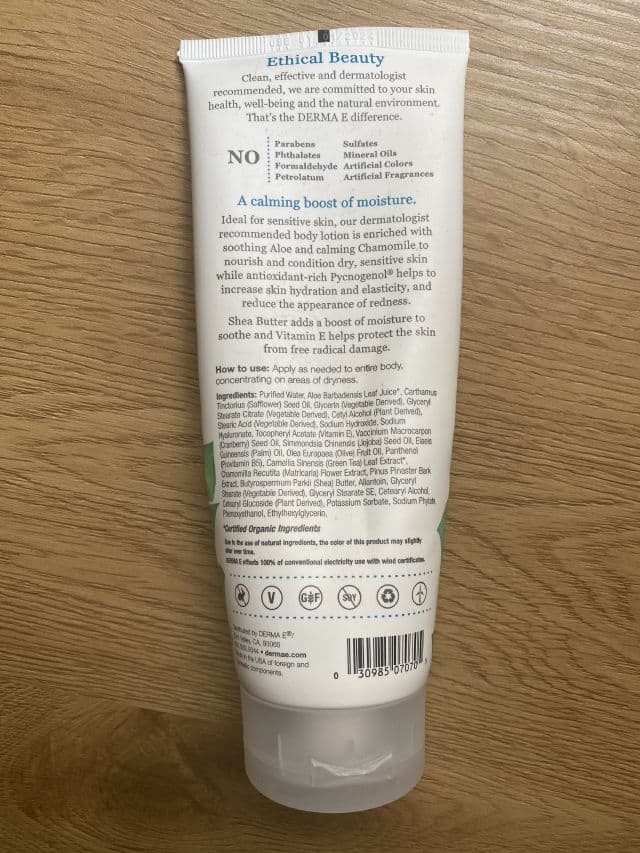 Ethical Beauty
Clean, effective and dermatologist
recommended, we are committed to your skin
health, well-being and the natural environment.
That's the DERMA E difference.
NO
Parabens Sulfates
Phthalates Mineral Oils
Formaldehyde Artificial Colors
Petrolatum Artificial Fragrances
A calming boost of moisture.
Ideal for sensitive skin, our dermatologist
recommended body lotion is enriched with
soothing Aloe and calming Chamomile to
nourish and condition dry, sensitive skin
while antioxidant-rich Pycnogenol® helps to
increase skin hydration and elasticity, and
reduce the appearance of redness.
Shea Butter adds a boost of moisture to
soothe and Vitamin E helps protect the skin
from free radical damage.
How to use: Apply as needed to entire body,
concentrating on areas of dryness.
Ingredients: Purified Water, Aloe Barbadensis Leaf Juice*, Carthamus
Tinctorius (Safflower) Seed Oil, Glycerin (Vegetable Derived), Glyceryl
Stearate Citrate (Vegetable Derived), Cetyl Alcohol (Plant Derived),
Stearic Acid (Vegetable Derived), Sodium Hydroxide, Sodium
Hyaluronate, Tocopheryl Acetate (Vitamin E), Vaccinium Macrocarpon
(Cranberry) Seed Oil, Simmondsia Chinensis (Jojoba) Seed Oil, Elaeis
Guineensis (Palm) Oil, Olea Europaea (Olive) Fruit Oil, Panthenol
(Provitamin B5), Camellia Sinensis (Green Tea) Leaf Extract*,
Chamomilla Recutita (Matricaria) Flower Extract, Pinus Pinaster Bark
Extract, Butyrospermum Parkii (Shea) Butter, Allantoin, Glyceryl
Stearate (Vegetable Derived), Glyceryl Stearate SE, Cetearyl Alcohol,
Cetearyl Glucoside (Plant Derived), Potassium Sorbate, Sodium Phytate,
Phenoxyethanol, Ethylhexylglycerin.
*Certified Organic Ingredients
Due to the use of natural ingredients, the color of this product may slightly
alter over time.
DERMA E offsets 100% of conventional electricity use with wind certificates.
V GF SOY
by DERMA E®/
Valley, CA, 93065
• dermae.com
in the USA of foreign and
components.
0 30985 07070 5